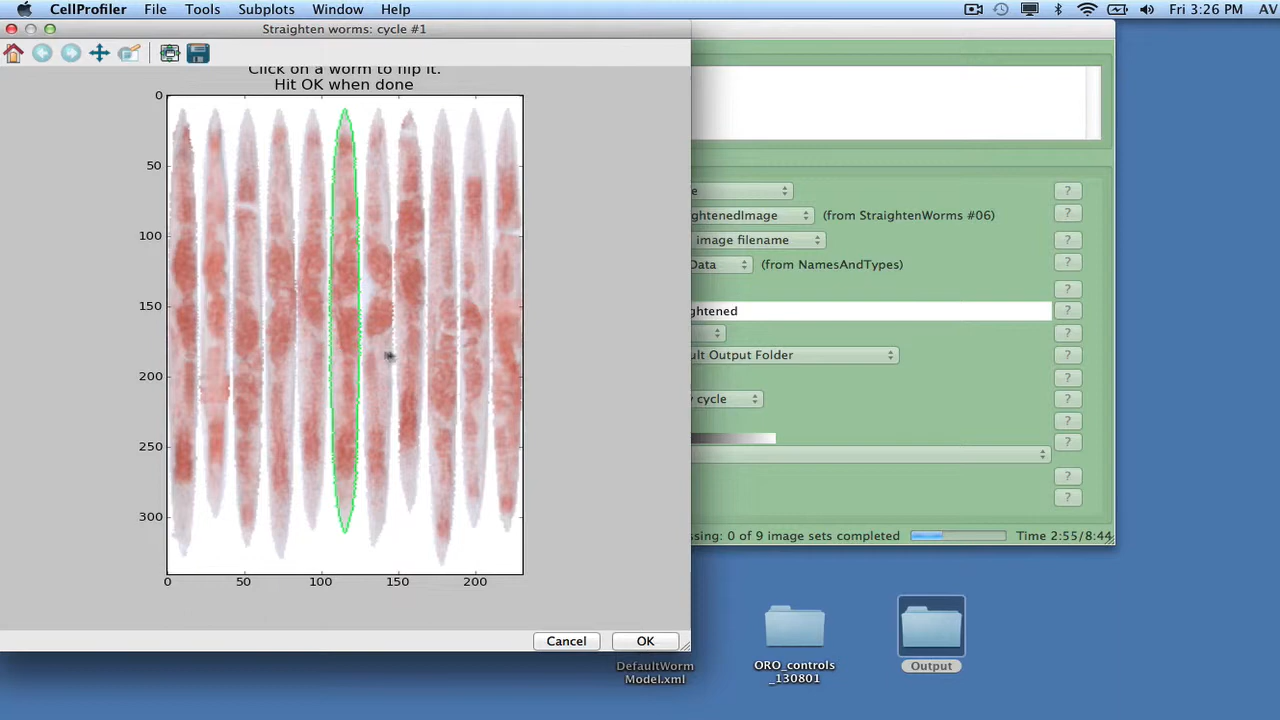 CellProfiler File Tools Subplots Window Help Fri 3:26 PM AV
Straighten worms: cycle #1
Click on a worm to flip it.
Hit OK when done
0
50
100
150
200
250
300
0 50 100 150 200
Cancel OK
e
ghtenedImage (from StraightenWorms #06)
image filename
Data (from NamesAndTypes)
ghtened
ult Output Folder
cycle
? ? ? ? ? ? ? ? ? ? ? ? ?
sing: 0 of 9 image sets completed Time 2:55/8:44
DefaultWorm
Model.xml
ORO_controls
_130801
Output